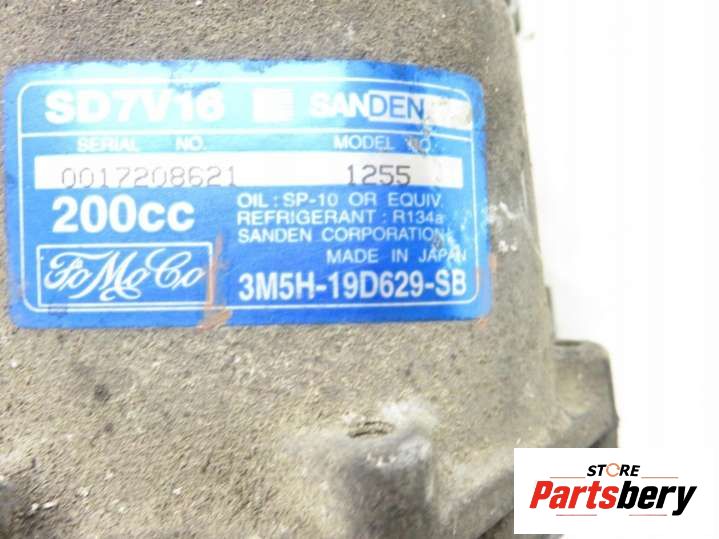 SD7V16 SANDEN
SERIAL NO. MODEL NO.
0017208621 1255
200cc
OIL : SP-10 OR EQUIV.
REFRIGERANT : R134a
SANDEN CORPORATION
MADE IN JAPAN
FoMoCo
3M5H-19D629-SB
STORE
Partsbery